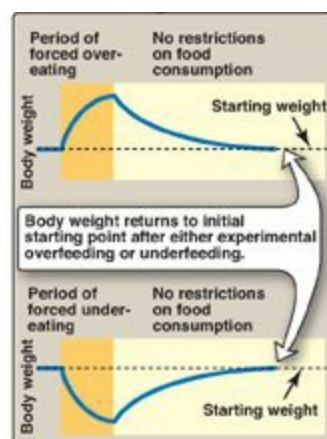 Period of
forced over-
eating
No restrictions
on food
consumption
Body weight
Starting weight
Body weight returns to initial
starting point after either experimental
overfeeding or underfeeding.
Period of
forced under-
eating
No restrictions
on food
consumption
Body weight
Starting weight